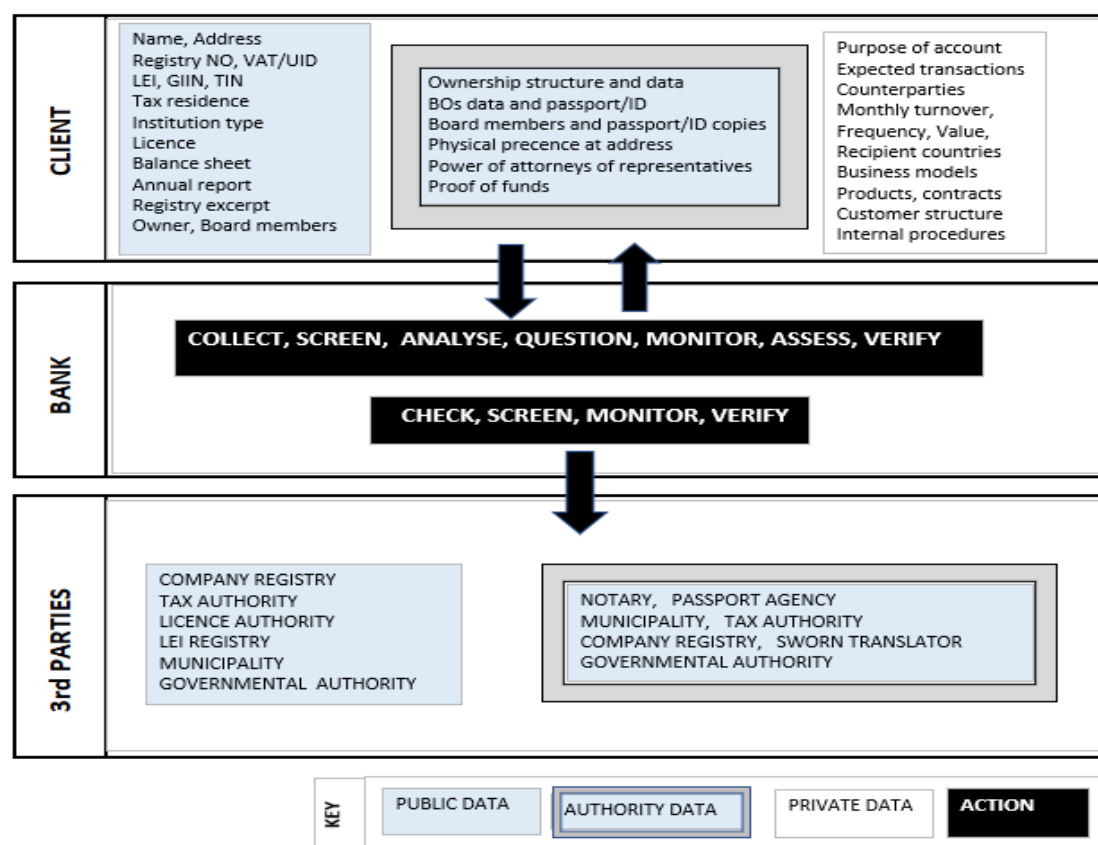 CLIENT
Name, Address
Registry NO, VAT/UID
LEI, GIIN, TIN
Tax residence
Institution type
Licence
Balance sheet
Annual report
Registry excerpt
Owner, Board members
Ownership structure and data
BOs data and passport/ID
Board members and passport/ID copies
Physical precence at address
Power of attorneys of representatives
Proof of funds
Purpose of account
Expected transactions
Counterparties
Monthly turnover,
Frequency, Value,
Recipient countries
Business models
Products, contracts
Customer structure
Internal procedures
BANK
COLLECT, SCREEN, ANALYSE, QUESTION, MONITOR, ASSESS, VERIFY
CHECK, SCREEN, MONITOR, VERIFY
3rd PARTIES
COMPANY REGISTRY
TAX AUTHORITY
LICENCE AUTHORITY
LEI REGISTRY
MUNICIPALITY
GOVERNMENTAL AUTHORITY
NOTARY, PASSPORT AGENCY
MUNICIPALITY, TAX AUTHORITY
COMPANY REGISTRY, SWORN TRANSLATOR
GOVERNMENTAL AUTHORITY
KEY
PUBLIC DATA
AUTHORITY DATA
PRIVATE DATA
ACTION